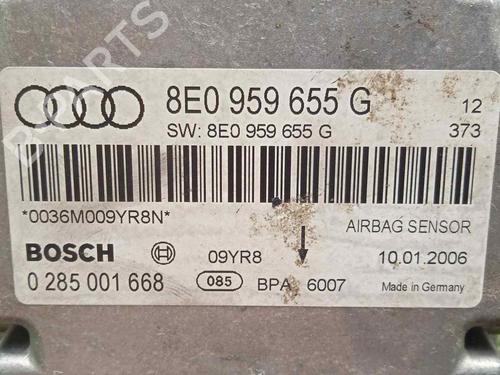 8E0 959 655 G 12
SW: 8E0 959 655 G 373
*0036M009YR8N*
AIRBAG SENSOR
BOSCH 09YR8 10.01.2006
0 285 001 668 085 BPA 6007 Made in Germany